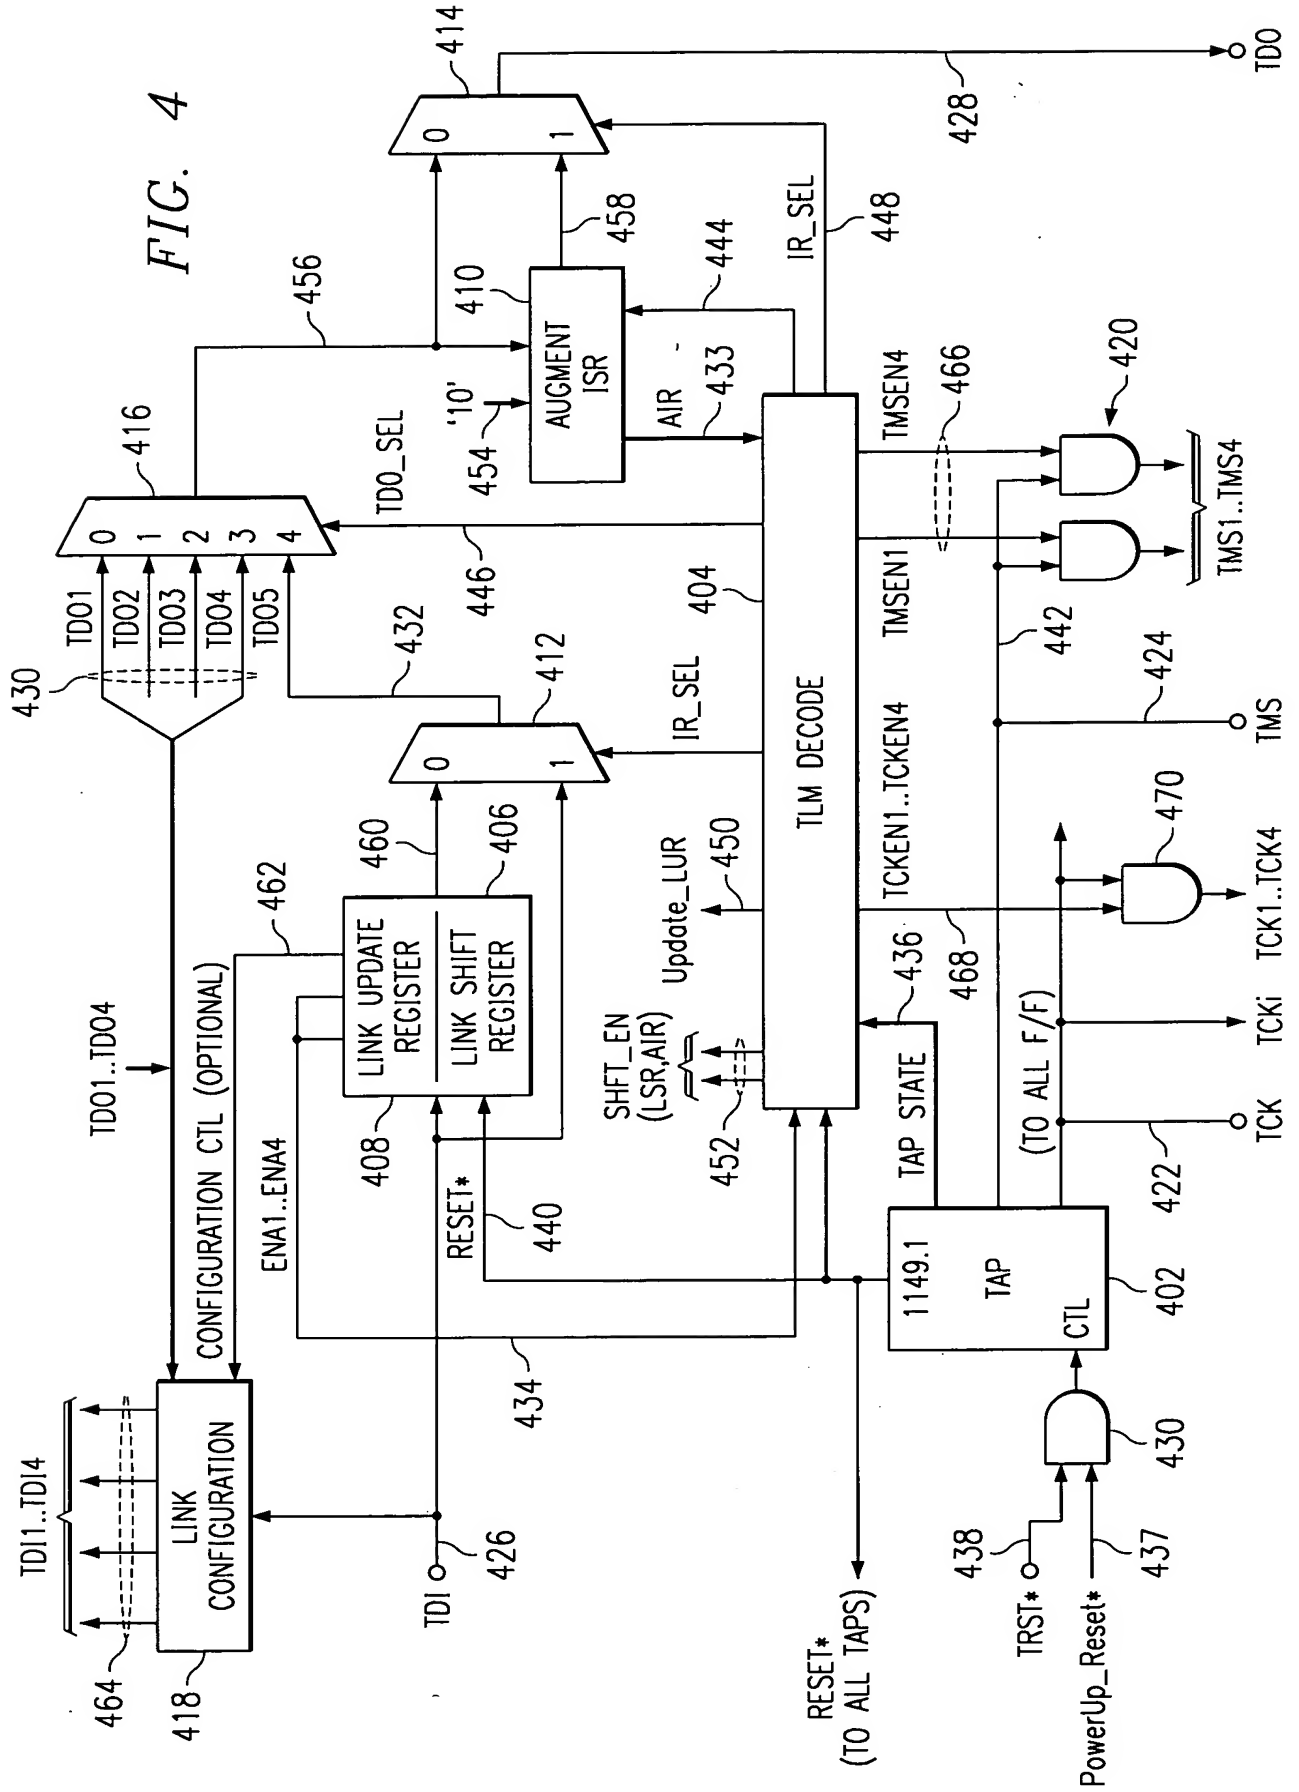 FIG. 4
TDI1..TDI4
464
418
LINK
CONFIGURATION
TDO1..TDO4
CONFIGURATION CTL (OPTIONAL)
462
430
TDO1
TDO2
TDO3
TDO4
TDO5
0
1
2
3
4
416
456
432
TDI
426
ENA1..ENA4
434
408
LINK UPDATE
REGISTER
LINK SHIFT
REGISTER
406
460
RESET*
440
0
1
412
IR_SEL
TDO_SEL
446
'10'
454
AUGMENT
ISR
410
458
0
1
414
AIR
433
444
IR_SEL
448
428
TDO
SHFT_EN
(LSR,AIR)
452
Update_LUR
450
TLM DECODE
404
RESET*
(TO ALL TAPS)
TAP STATE
436
468
TCKEN1..TCKEN4
TMSEN1
TMSEN4
466
420
TMS1..TMS4
442
424
TMS
1149.1
TAP
CTL
402
(TO ALL F/F)
470
TCK1..TCK4
TCKi
422
TCK
438
TRST*
PowerUp_Reset*
437
430